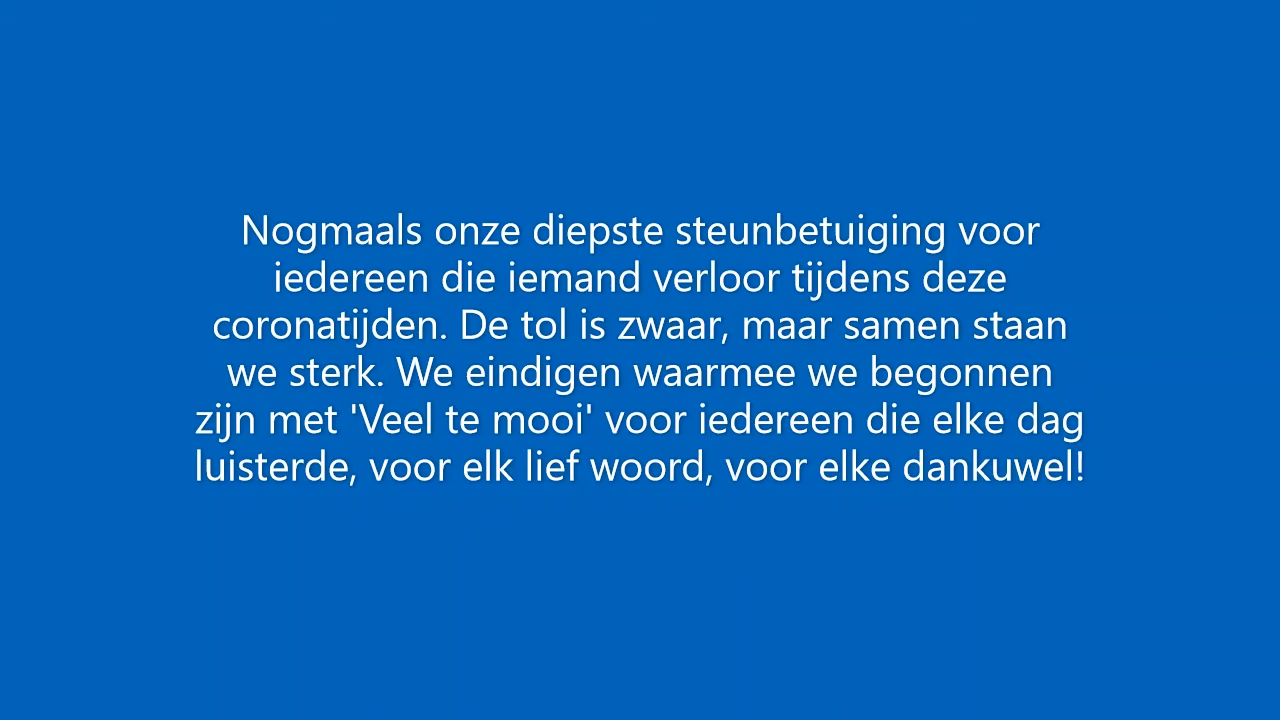 Nogmaals onze diepste steunbetuiging voor
iedereen die iemand verloor tijdens deze
coronatijden. De tol is zwaar, maar samen staan
we sterk. We eindigen waarmee we begonnen
zijn met 'Veel te mooi' voor iedereen die elke dag
luisterde, voor elk lief woord, voor elke dankuwel!